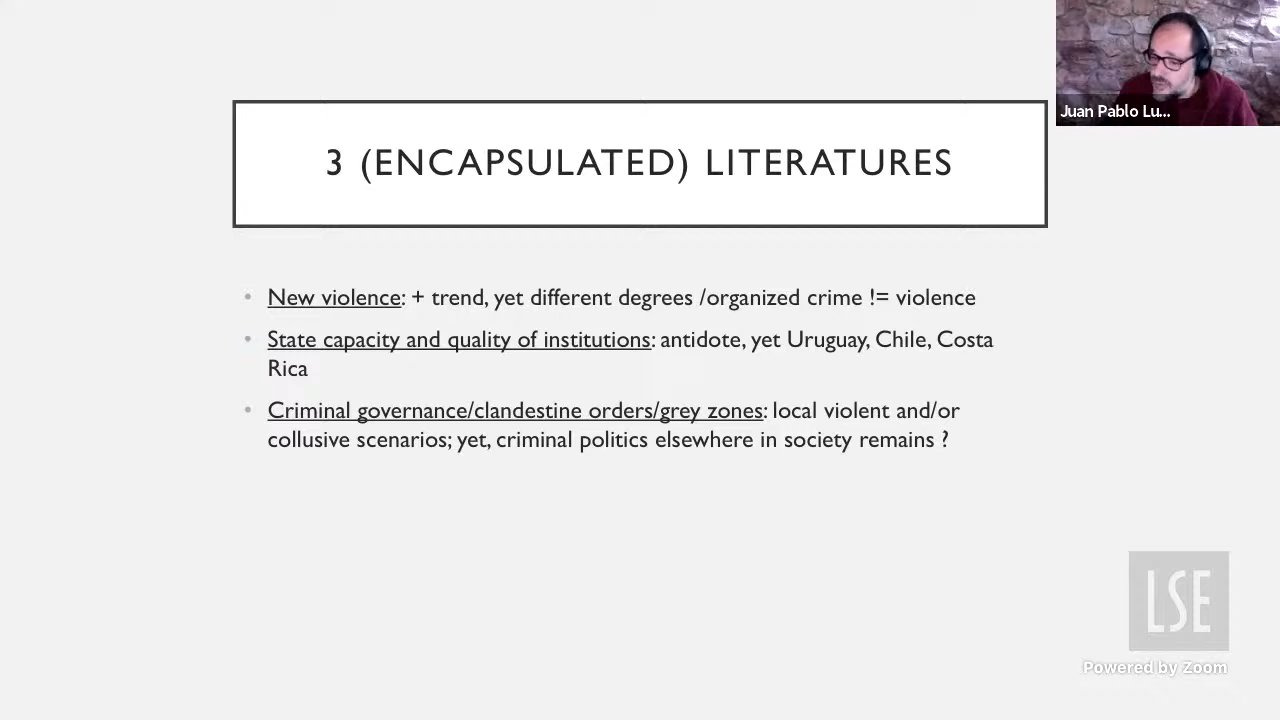 Juan Pablo Lu...
3 (ENCAPSULATED) LITERATURES
• New violence: + trend, yet different degrees /organized crime != violence
• State capacity and quality of institutions: antidote, yet Uruguay, Chile, Costa
Rica
• Criminal governance/clandestine orders/grey zones: local violent and/or
collusive scenarios; yet, criminal politics elsewhere in society remains ?
LSE
Powered by Zoom